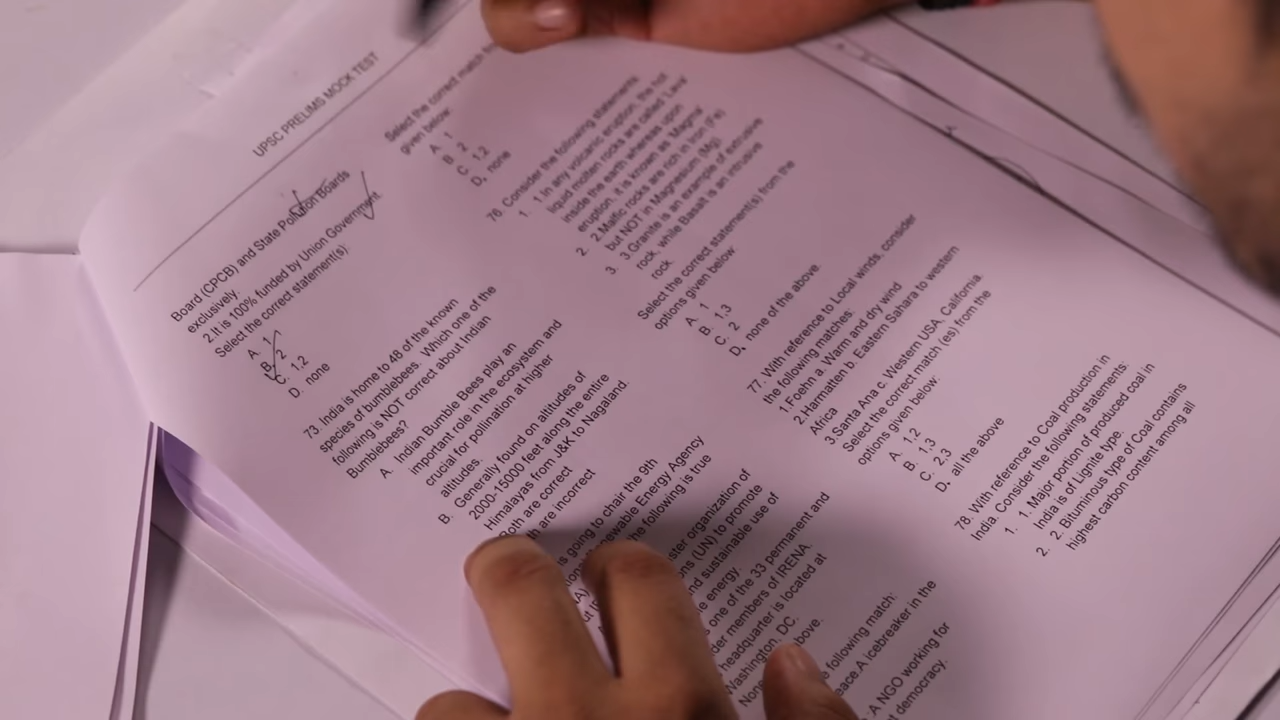 UPSC PRELIMS MOCK TEST
Board (CPCB) and State Pollution Boards
exclusively.
2.It is 100% funded by Union Government
Select the correct statement(s):
A. 1
B. 2
C. 1,2
D. none
73. India is home to 48 of the known
species of bumblebees. Which one of the
following is NOT correct about Indian
Bumblebees?
A. Indian Bumble Bees play an
important role in the ecosystem and
crucial for pollination at higher
altitudes.
B. Generally found on altitudes of
2000-15000 feet along the entire
Himalayas from J&K to Nagaland.
Both are correct
are incorrect
is going to chair the 9th
Energy Agency
the following is true
organization of
(UN) to promote
and sustainable use of
energy.
one of the 33 permanent and
members of IRENA.
headquarter is located at
Washington, DC.
above.
Select the correct match
given below
A. 1
B. 2
C. 1,2
D. none
76. Consider the following statements
1. 1.In any volcanic eruption, the hot
liquid molten rocks are called 'Lava'
inside the earth whereas upon
eruption, it is known as Magma
2. 2.Malfic rocks are rich in Iron (Fe)
but NOT in Magnesium (Mg).
3. 3.Granite is an example of extrusive
rock, while Basalt is an intrusive
rock.
Select the correct statement(s) from the
options given below
A. 1
B. 1,3
C. 2
D. none of the above
77. With reference to Local winds, consider
the following matches:
1.Foehn a. Warm and dry wind
2.Harmatten b. Eastern Sahara to western
Africa
3.Santa Ana c. Western USA, California.
Select the correct match (es) from the
options given below:
A. 1,2
B. 1,3
C. 2,3
D. all the above
78. With reference to Coal production in
India, Consider the following statements:
1. 1. Major portion of produced coal in
India is of Lignite type.
2. 2. Bituminous type of Coal contains
highest carbon content among all
following match:
A icebreaker in the
A NGO working for
democracy.